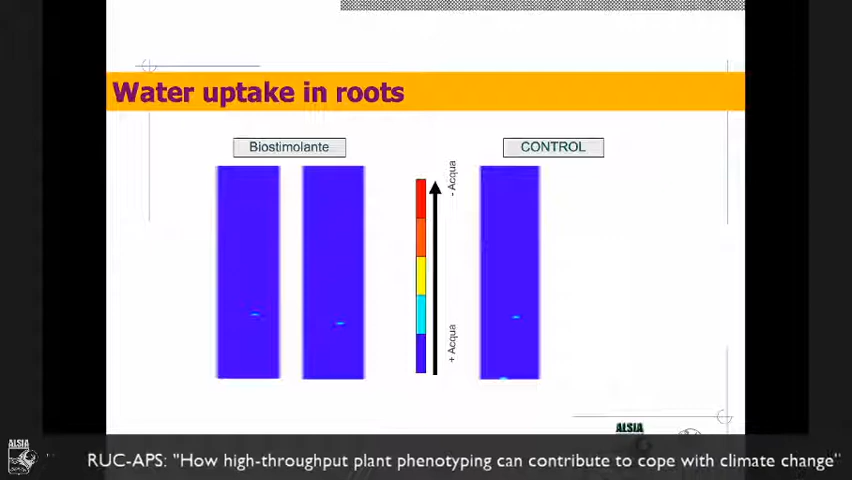 Water uptake in roots
Biostimolante
CONTROL
- Acqua
+ Acqua
ALSIA
ALSIA
RUC-APS: "How high-throughput plant phenotyping can contribute to cope with climate change"